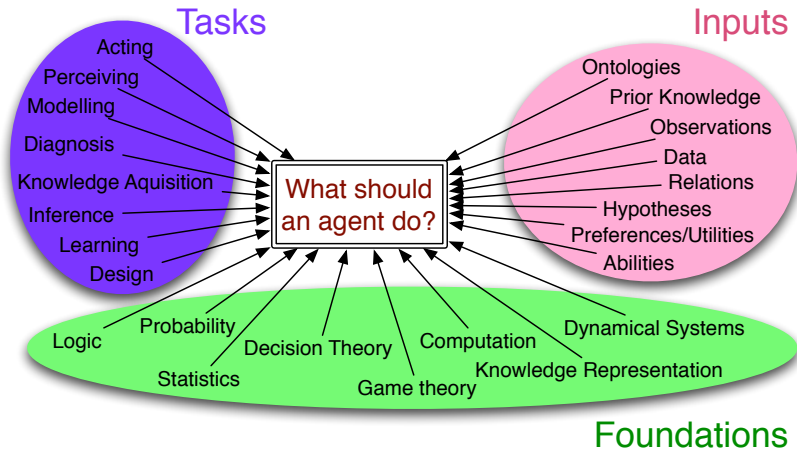 Tasks
Acting
Perceiving
Modelling
Diagnosis
Knowledge Aquisition
Inference
Learning
Design
Inputs
Ontologies
Prior Knowledge
Observations
Data
Relations
Hypotheses
Preferences/Utilities
Abilities
What should
an agent do?
Logic
Probability
Statistics
Decision Theory
Game theory
Computation
Knowledge Representation
Dynamical Systems
Foundations